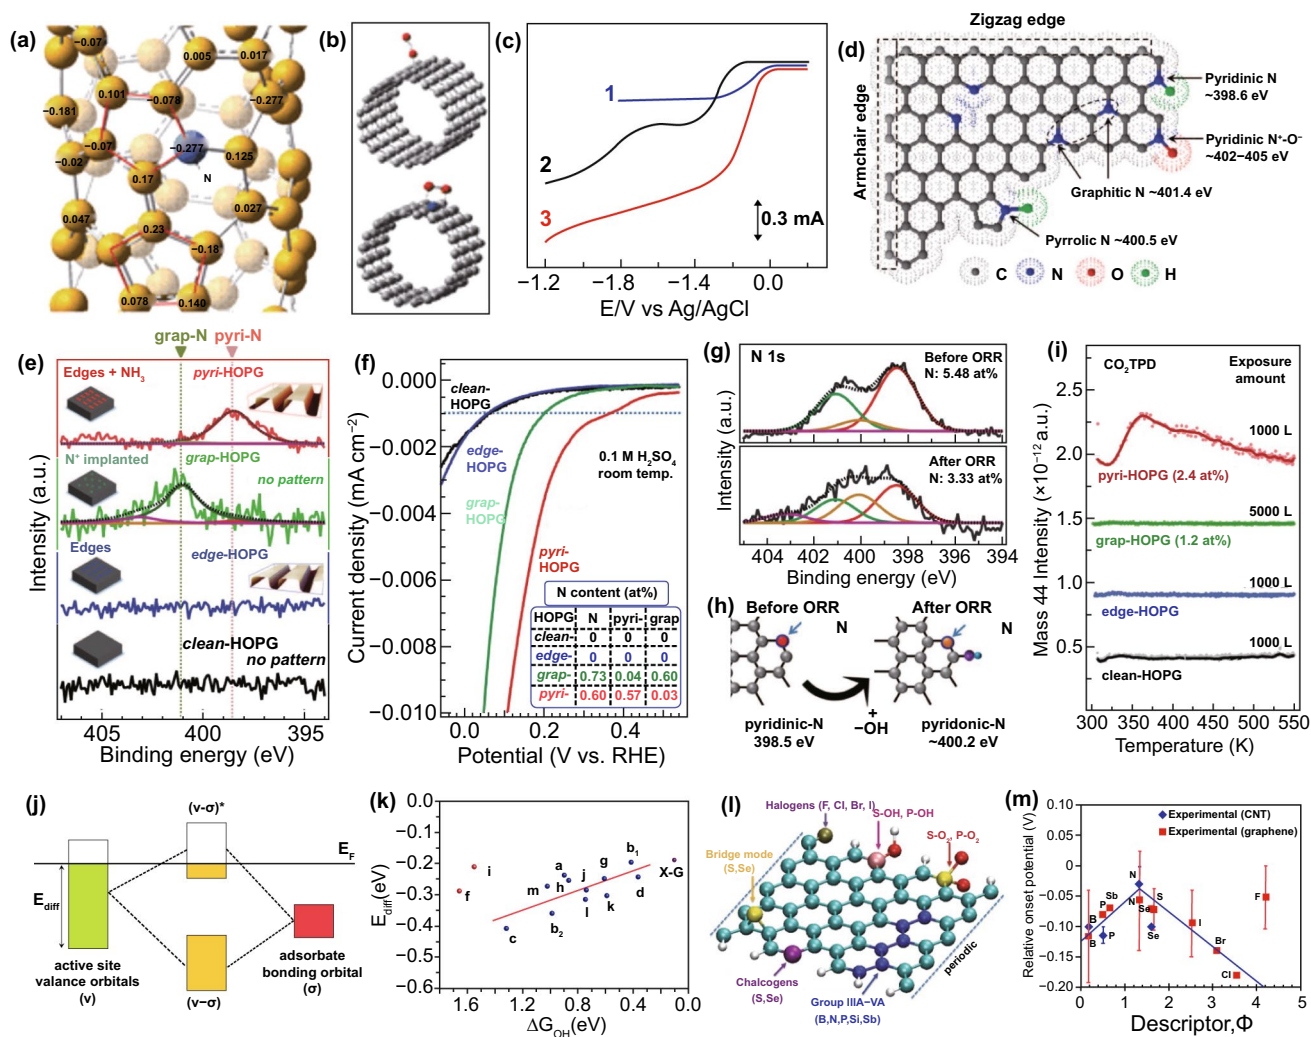 (a)
−0.07
0.005
0.017
0.101
−0.078
−0.277
−0.181
−0.07
−0.277
−0.02
0.125
N
0.17
0.047
0.027
0.23
−0.18
0.078
0.140
(b)
(c)
1
2
3
0.3 mA
−1.2
−1.8
−1.4
0.0
E/V vs Ag/AgCl
Zigzag edge
(d)
Armchair edge
Pyridinic N
~398.6 eV
Pyridinic N⁺-O⁻
~402−405 eV
Graphitic N ~401.4 eV
Pyrrolic N ~400.5 eV
C
N
O
H
(e)
grap-N
pyri-N
Edges + NH₃
pyri-HOPG
N⁺ implanted
grap-HOPG
no pattern
Edges
edge-HOPG
clean-HOPG
no pattern
Intensity (a.u.)
405
400
395
Binding energy (eV)
(f)
0.000
−0.002
−0.004
−0.006
−0.008
−0.010
Current density (mA cm⁻²)
clean-
HOPG
edge-
HOPG
grap-
HOPG
pyri-
HOPG
0.1 M H₂SO₄
room temp.
N content (at%)
HOPG N pyri- grap
clean- 0 0 0
edge- 0 0 0
grap- 0.73 0.04 0.60
pyri- 0.60 0.57 0.03
0.0
0.2
0.4
Potential (V vs. RHE)
(g)
N 1s
Before ORR
N: 5.48 at%
After ORR
N: 3.33 at%
Intensity (a.u.)
404
402
400
398
396
394
Binding energy (eV)
(h)
Before ORR
After ORR
N
N
+
−OH
pyridinic-N
398.5 eV
pyridonic-N
~400.2 eV
(i)
CO₂TPD
Exposure
amount
1000 L
pyri-HOPG (2.4 at%)
5000 L
grap-HOPG (1.2 at%)
1000 L
edge-HOPG
1000 L
clean-HOPG
2.5
2.0
1.5
1.0
0.5
Mass 44 Intensity (×10⁻¹² a.u.)
300
350
400
450
500
550
Temperature (K)
(j)
(v-σ)*
E_F
E_diff
active site
valance orbitals
(v)
(v−σ)
adsorbate
bonding orbital
(σ)
(k)
0.0
−0.1
−0.2
−0.3
−0.4
−0.5
−0.6
E_diff(eV)
i
f
m
a
h
j
g
b₁
X-G
d
k
l
b₂
c
1.8
1.2
0.6
0.0
ΔG_OH(eV)
(l)
Halogens (F, Cl, Br, I)
S-OH, P-OH
S-O₂, P-O₂
Bridge mode
(S,Se)
Chalcogens
(S,Se)
Group IIIA−VA
(B,N,P,Si,Sb)
periodic
(m)
Experimental (CNT)
Experimental (graphene)
0.10
0.05
0
−0.05
−0.10
−0.15
−0.20
Relative onset potential (V)
B
B
P
Sb
P
N
N
Se
S
Se
I
Br
Cl
F
0
1
2
3
4
5
Descriptor,Φ